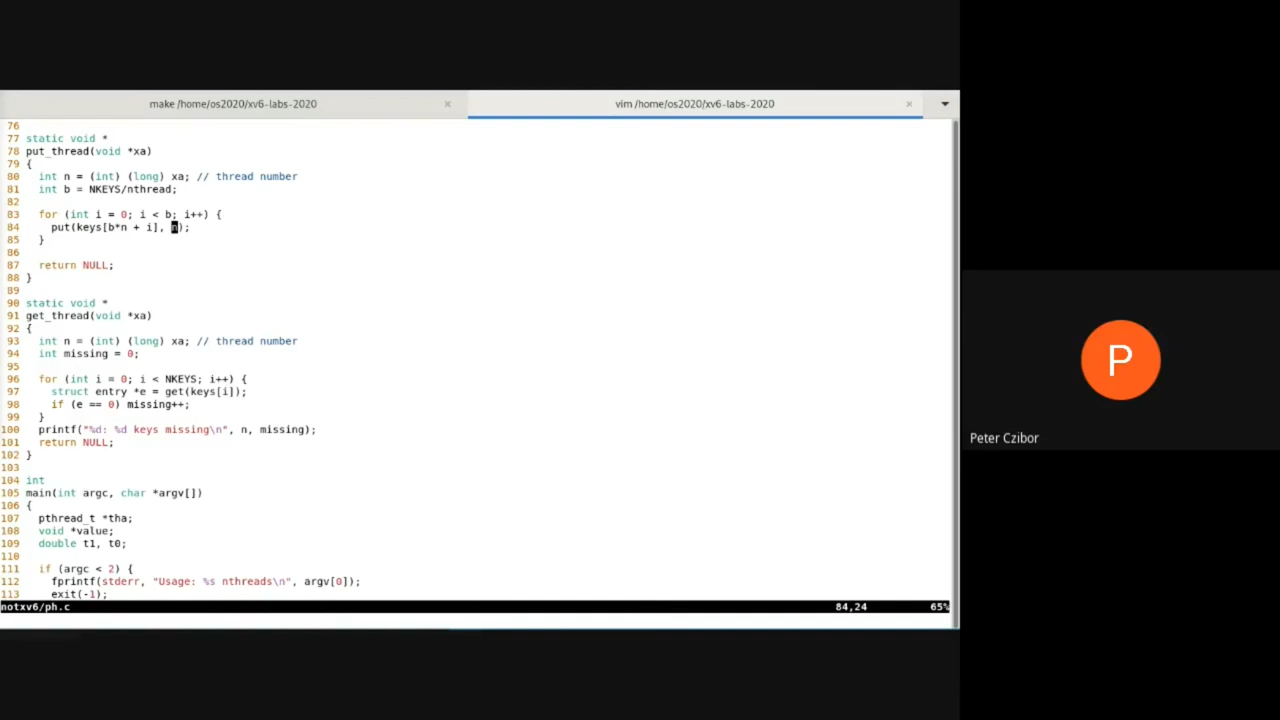 make /home/os2020/xv6-labs-2020 × vim /home/os2020/xv6-labs-2020 ×
76
77 static void *
78 put_thread(void *xa)
79 {
80   int n = (int) (long) xa; // thread number
81   int b = NKEYS/nthread;
82
83   for (int i = 0; i < b; i++) {
84     put(keys[b*n + i], n);
85   }
86
87   return NULL;
88 }
89
90 static void *
91 get_thread(void *xa)
92 {
93   int n = (int) (long) xa; // thread number
94   int missing = 0;
95
96   for (int i = 0; i < NKEYS; i++) {
97     struct entry *e = get(keys[i]);
98     if (e == 0) missing++;
99   }
100   printf("%d: %d keys missing\n", n, missing);
101   return NULL;
102 }
103
104 int
105 main(int argc, char *argv[])
106 {
107   pthread_t *tha;
108   void *value;
109   double t1, t0;
110
111   if (argc < 2) {
112     fprintf(stderr, "Usage: %s nthreads\n", argv[0]);
113     exit(-1);
notxv6/ph.c 84,24 65%
P
Peter Czibor